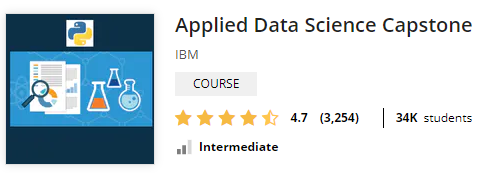 Applied Data Science Capstone
IBM
COURSE
4.7 (3,254) 34K students
Intermediate